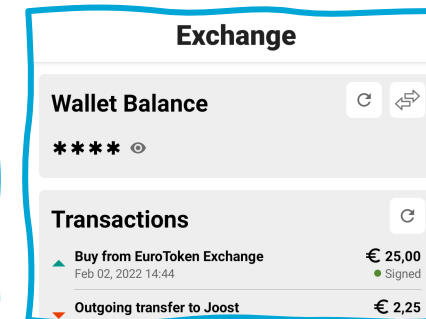 Exchange
Wallet Balance
****
Transactions
Buy from EuroToken Exchange € 25,00
Feb 02, 2022 14:44 Signed
Outgoing transfer to Joost € 2,25